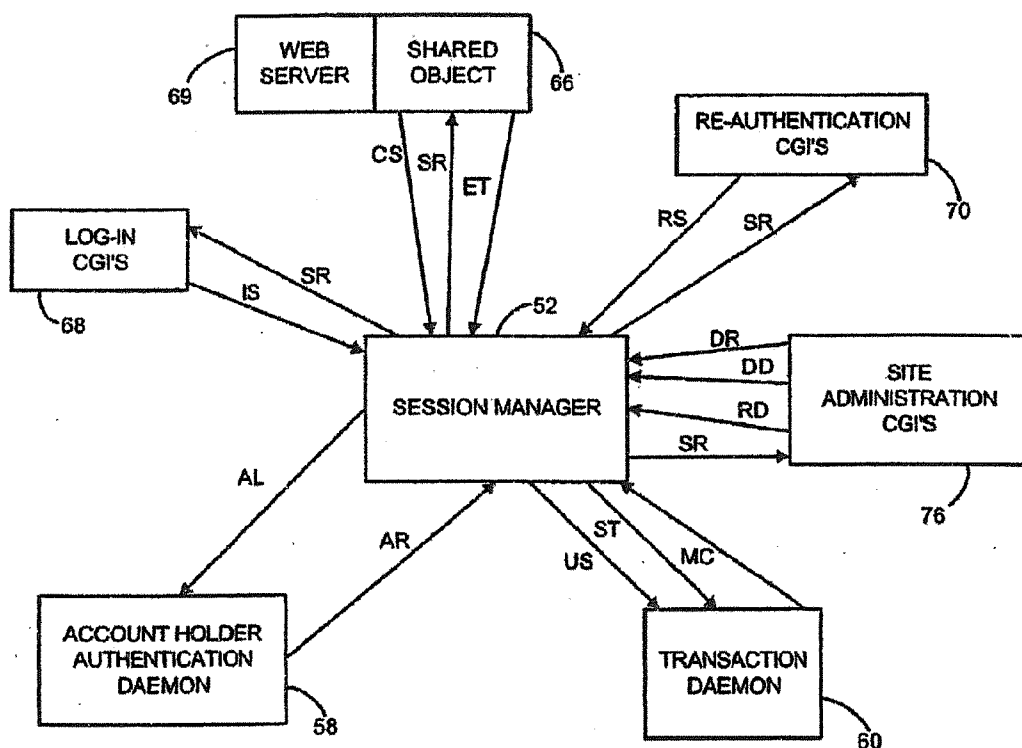 WEB
SERVER
SHARED
OBJECT
69
66
RE-AUTHENTICATION
CGI'S
70
CS
SR
ET
RS
SR
LOG-IN
CGI'S
68
SR
IS
52
SESSION MANAGER
DR
DD
RD
SR
SITE
ADMINISTRATION
CGI'S
76
AL
AR
ST
US
MC
ACCOUNT HOLDER
AUTHENTICATION
DAEMON
58
TRANSACTION
DAEMON
60